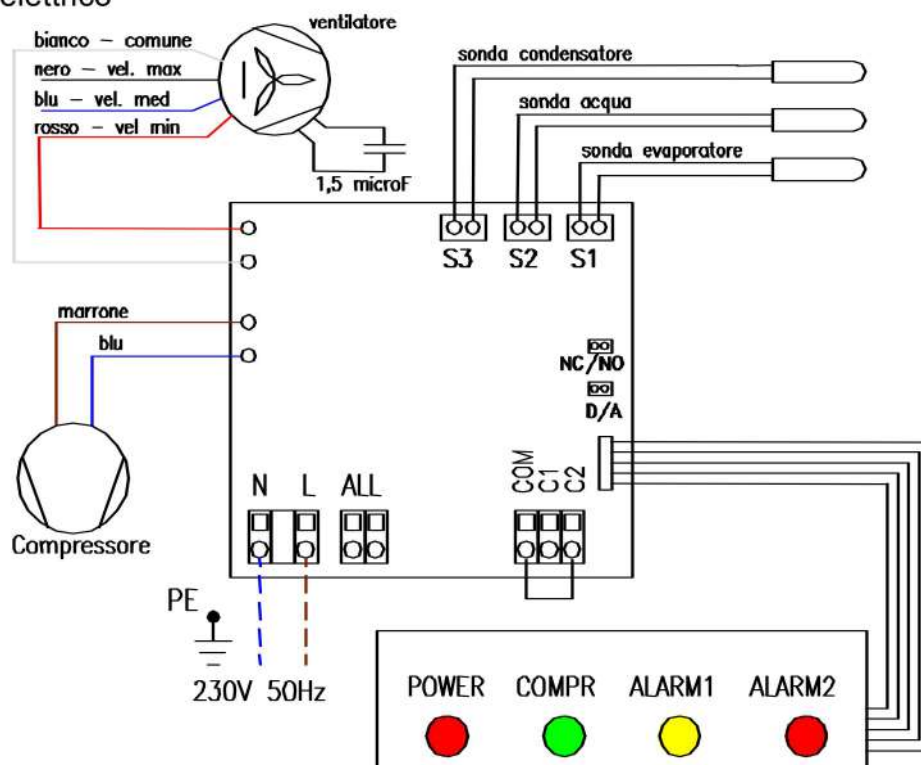 elettrico
ventilatore
bianco – comune
nero – vel. max
blu – vel. med
rosso – vel min
1,5 microF
sonda condensatore
sonda acqua
sonda evaporatore
S3 S2 S1
marrone
blu
NC/NO
D/A
Compressore
N L ALL
COM
C1
C2
PE
230V 50Hz
POWER COMPR ALARM1 ALARM2